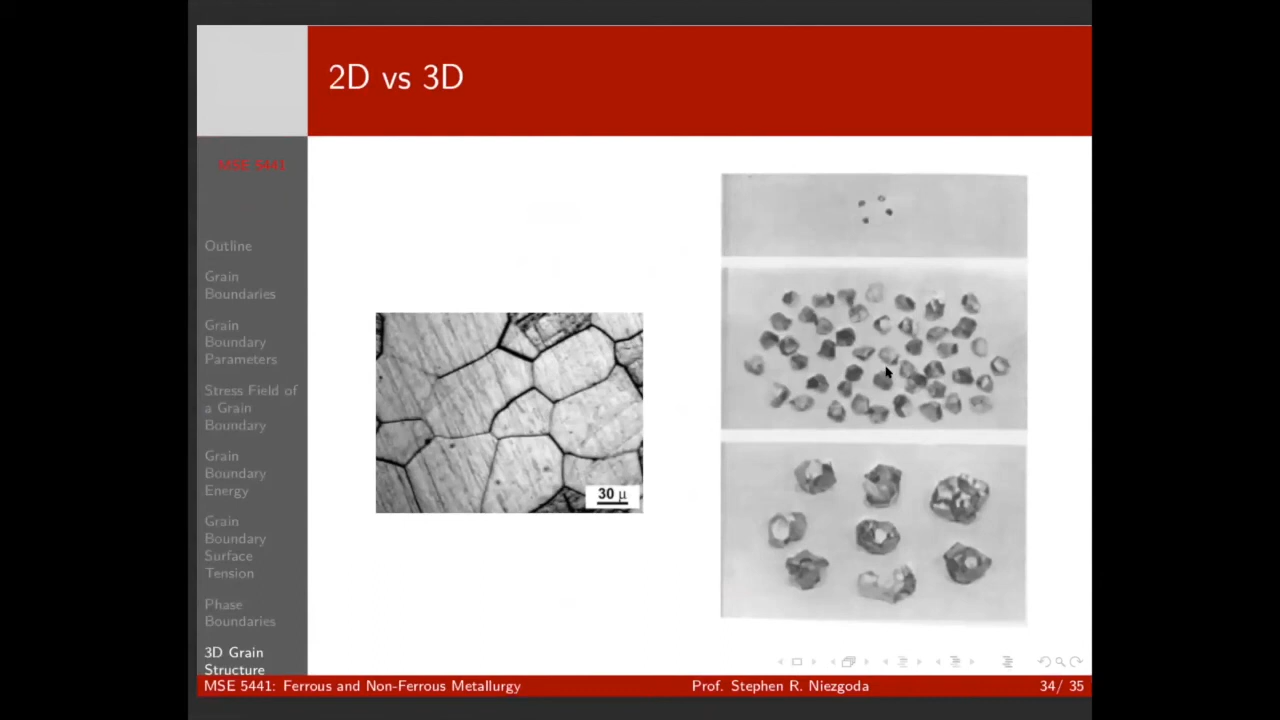 2D vs 3D
MSE 5441
Outline
Grain
Boundaries
Grain
Boundary
Parameters
Stress Field of
a Grain
Boundary
Grain
Boundary
Energy
Grain
Boundary
Surface
Tension
Phase
Boundaries
3D Grain
Structure
30 µ
MSE 5441: Ferrous and Non-Ferrous Metallurgy
Prof. Stephen R. Niezgoda
34/ 35